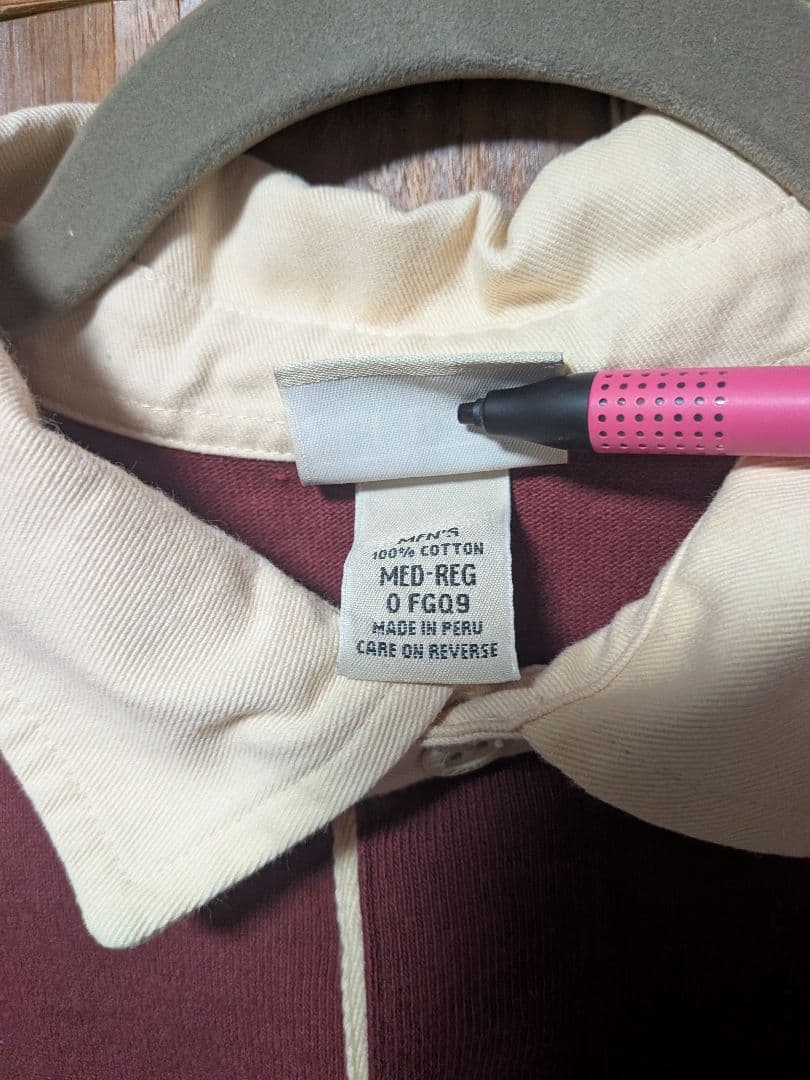 MEN'S
100% COTTON
MED-REG
0 FGQ9
MADE IN PERU
CARE ON REVERSE